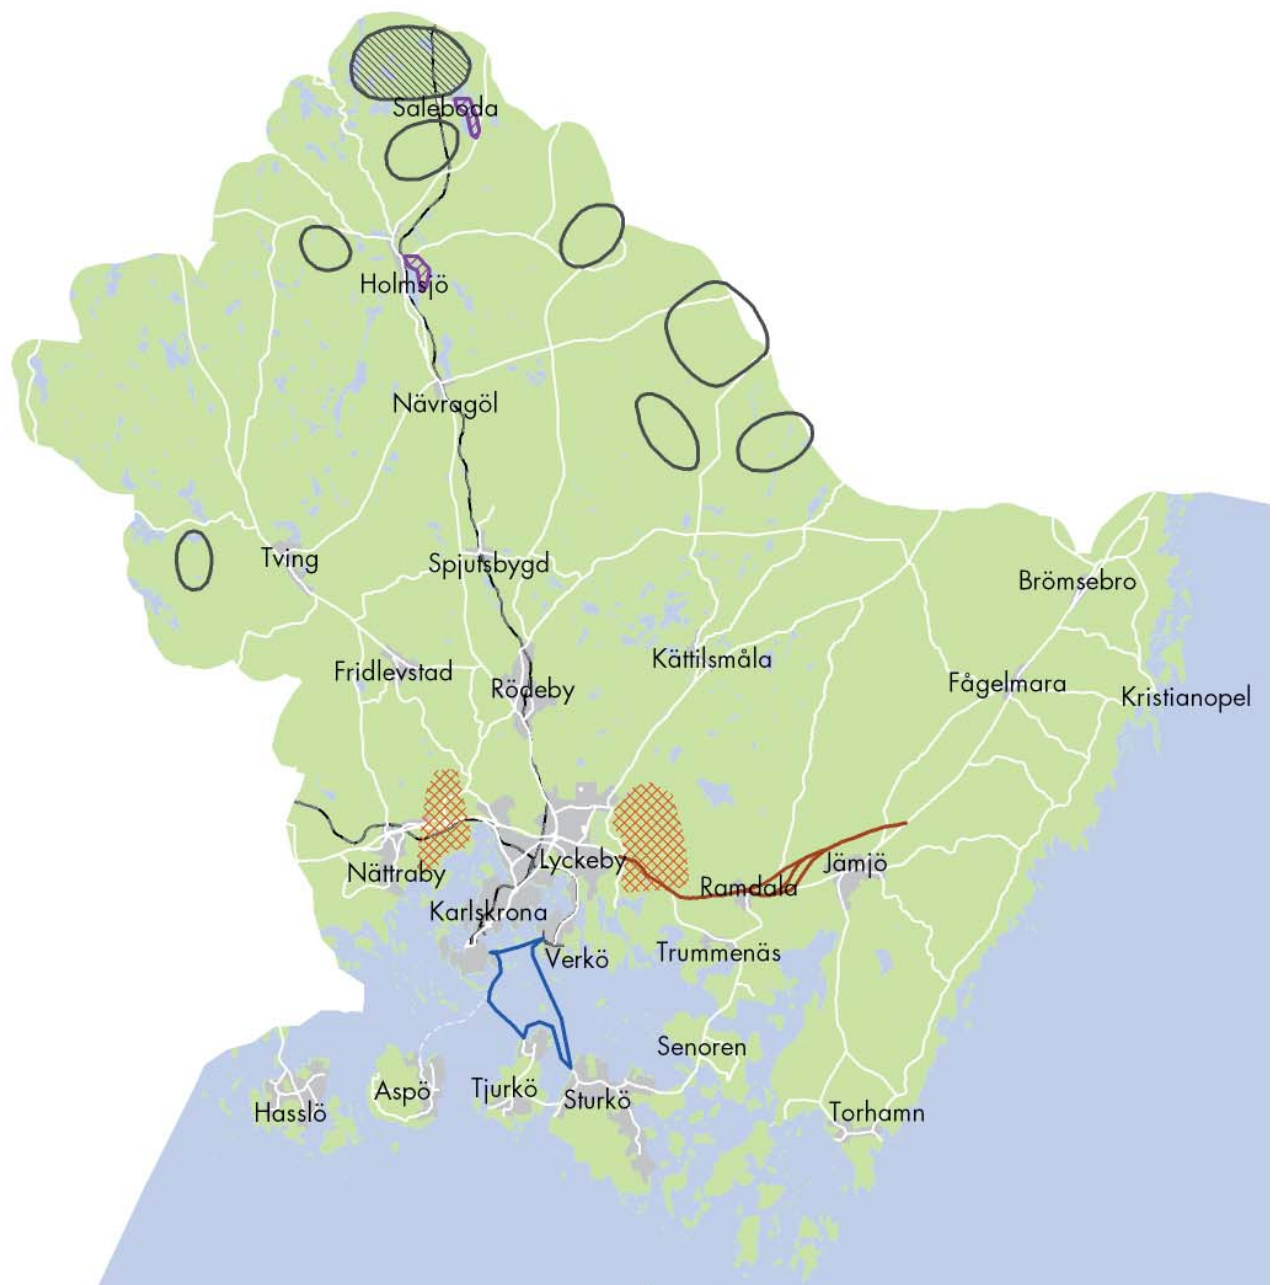 Saleboda
Holmsjö
Nävragöl
Tving
Spjutsbygd
Brömsebro
Kättilsmåla
Fridlevstad
Rödeby
Fågelmara
Kristianopel
Lyckeby
Jämjö
Nättraby
Ramdala
Karlskrona
Trummenäs
Verkö
Senoren
Aspö
Tjurkö
Sturkö
Hasslö
Torhamn